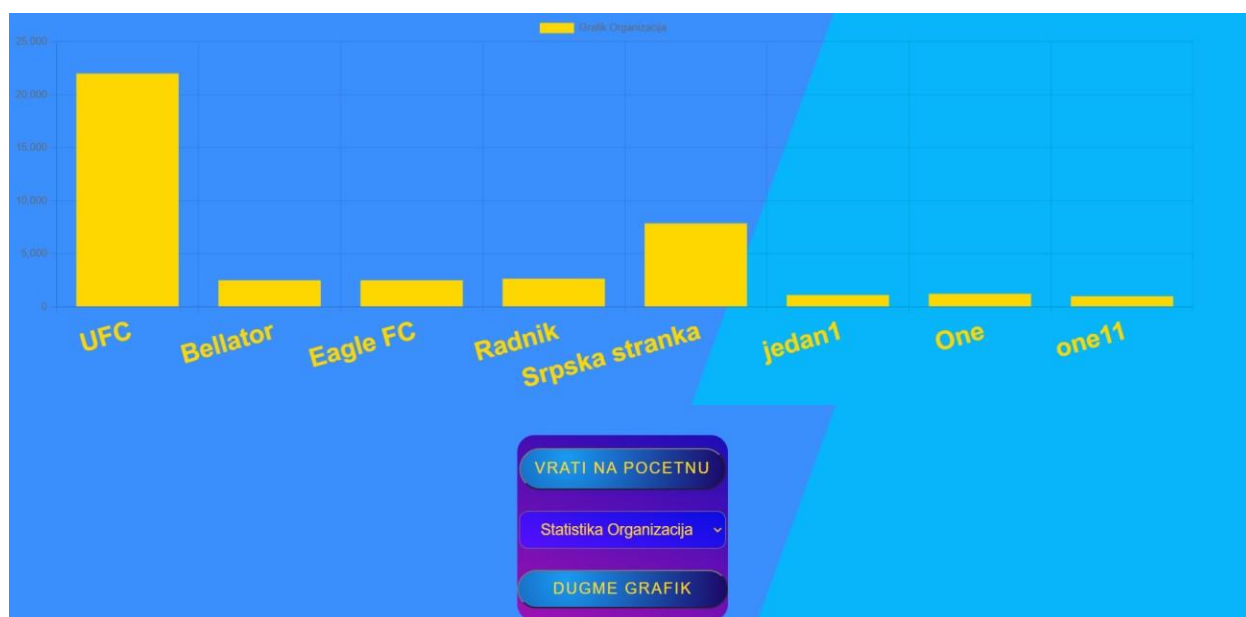 Grafik Organizacija
25,000
20,000
15,000
10,000
5,000
0
UFC Bellator Eagle FC Radnik Srpska stranka jedan1 One one11
VRATI NA POCETNU
Statistika Organizacija
DUGME GRAFIK